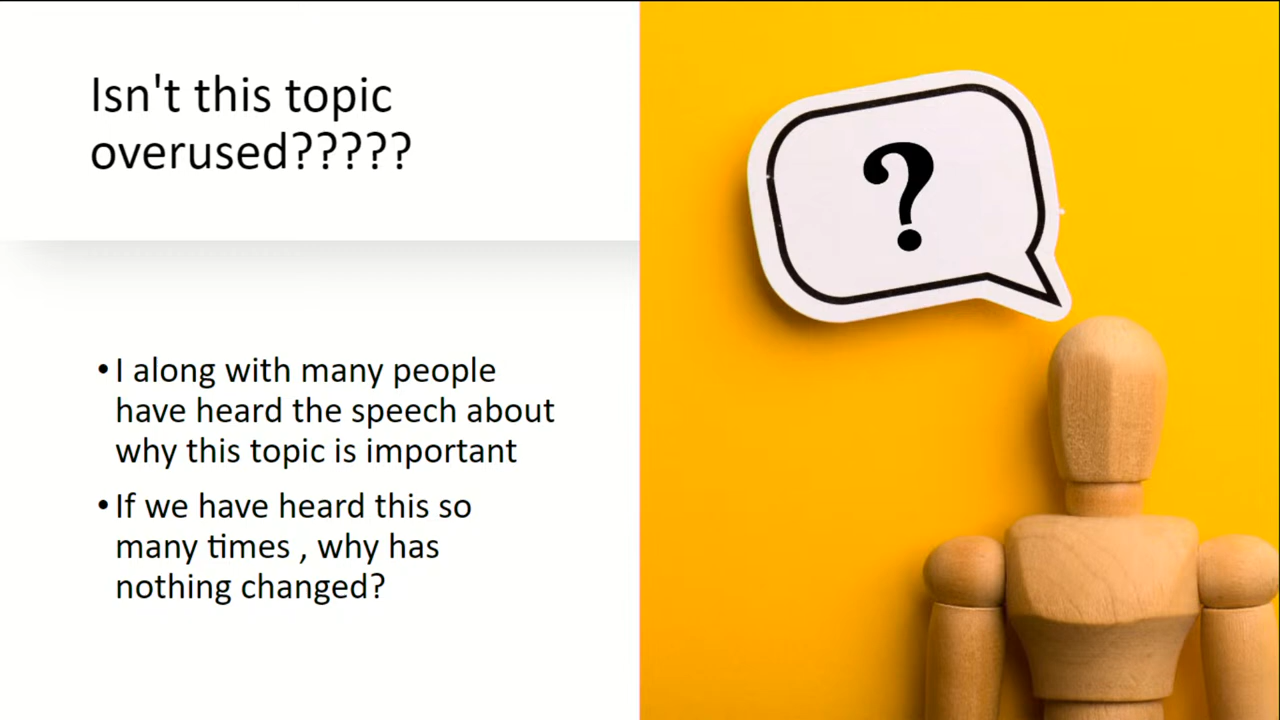 Isn't this topic
overused?????
•I along with many people
have heard the speech about
why this topic is important
•If we have heard this so
many times , why has
nothing changed?
?